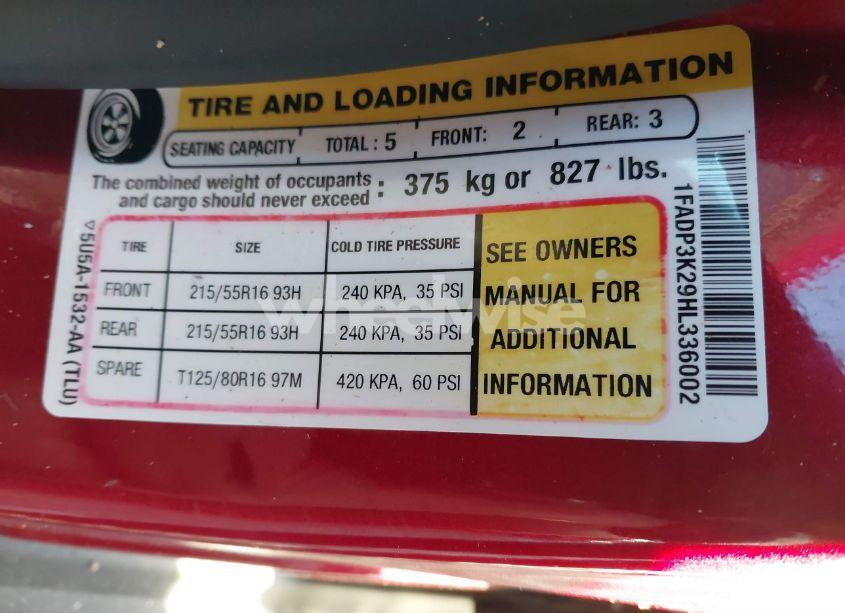 TIRE AND LOADING INFORMATION
SEATING CAPACITY TOTAL : 5 FRONT: 2 REAR: 3
The combined weight of occupants and cargo should never exceed : 375 kg or 827 lbs.
TIRE SIZE COLD TIRE PRESSURE
FRONT 215/55R16 93H 240 KPA, 35 PSI
REAR 215/55R16 93H 240 KPA, 35 PSI
SPARE T125/80R16 97M 420 KPA, 60 PSI
SEE OWNERS
MANUAL FOR
ADDITIONAL
INFORMATION
5U5A-1532-AA (TLU)
1FADP3K29HL336002
wheelwise